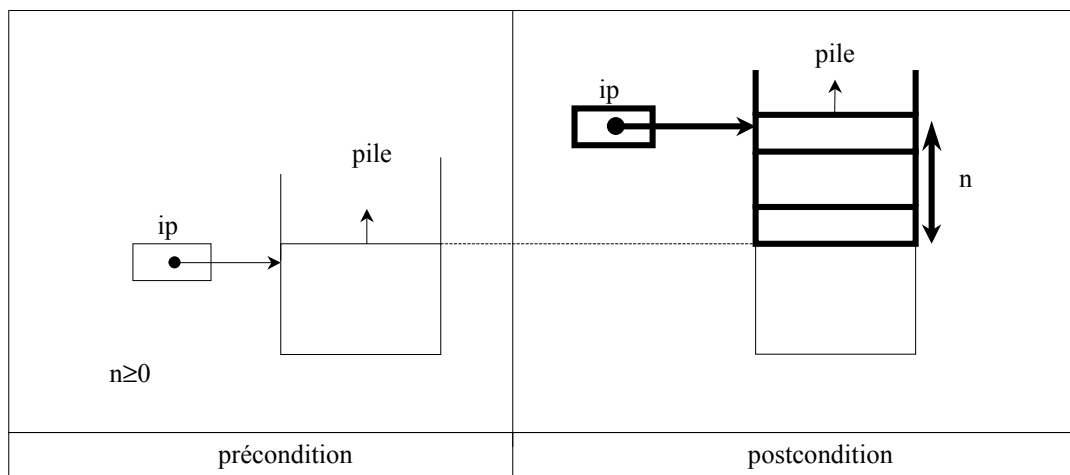 pile
ip
n≥0
précondition
pile
ip
n
postcondition